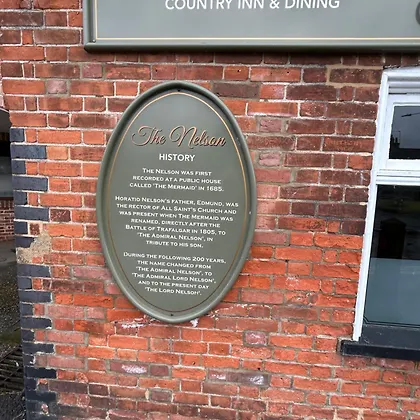 COUNTRY INN & DINING
The Nelson
HISTORY
The Nelson was first
recorded at a public house
called 'The Mermaid' in 1685.
Horatio Nelson's father, Edmund, was
the rector of All Saint's Church and
was present when the Mermaid was
renamed, directly after the
Battle of Trafalgar in 1805, to
'The Admiral Nelson', in
tribute to his son.
During the following 200 years,
the name changed from
'The Admiral Nelson', to
'The Admiral Lord Nelson',
and to the present day
'The Lord Nelson'.